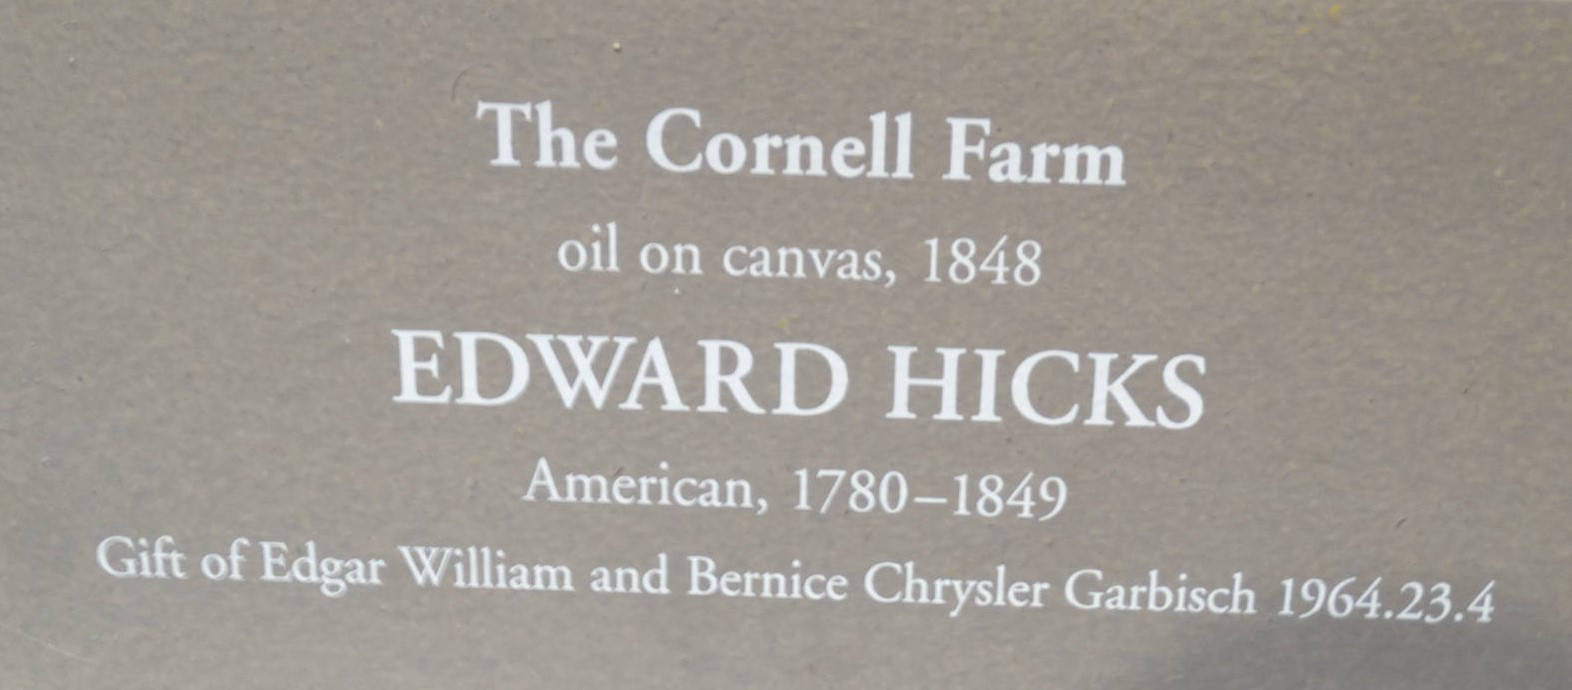 The Cornell Farm
oil on canvas, 1848
EDWARD HICKS
American, 1780–1849
Gift of Edgar William and Bernice Chrysler Garbisch 1964.23.4